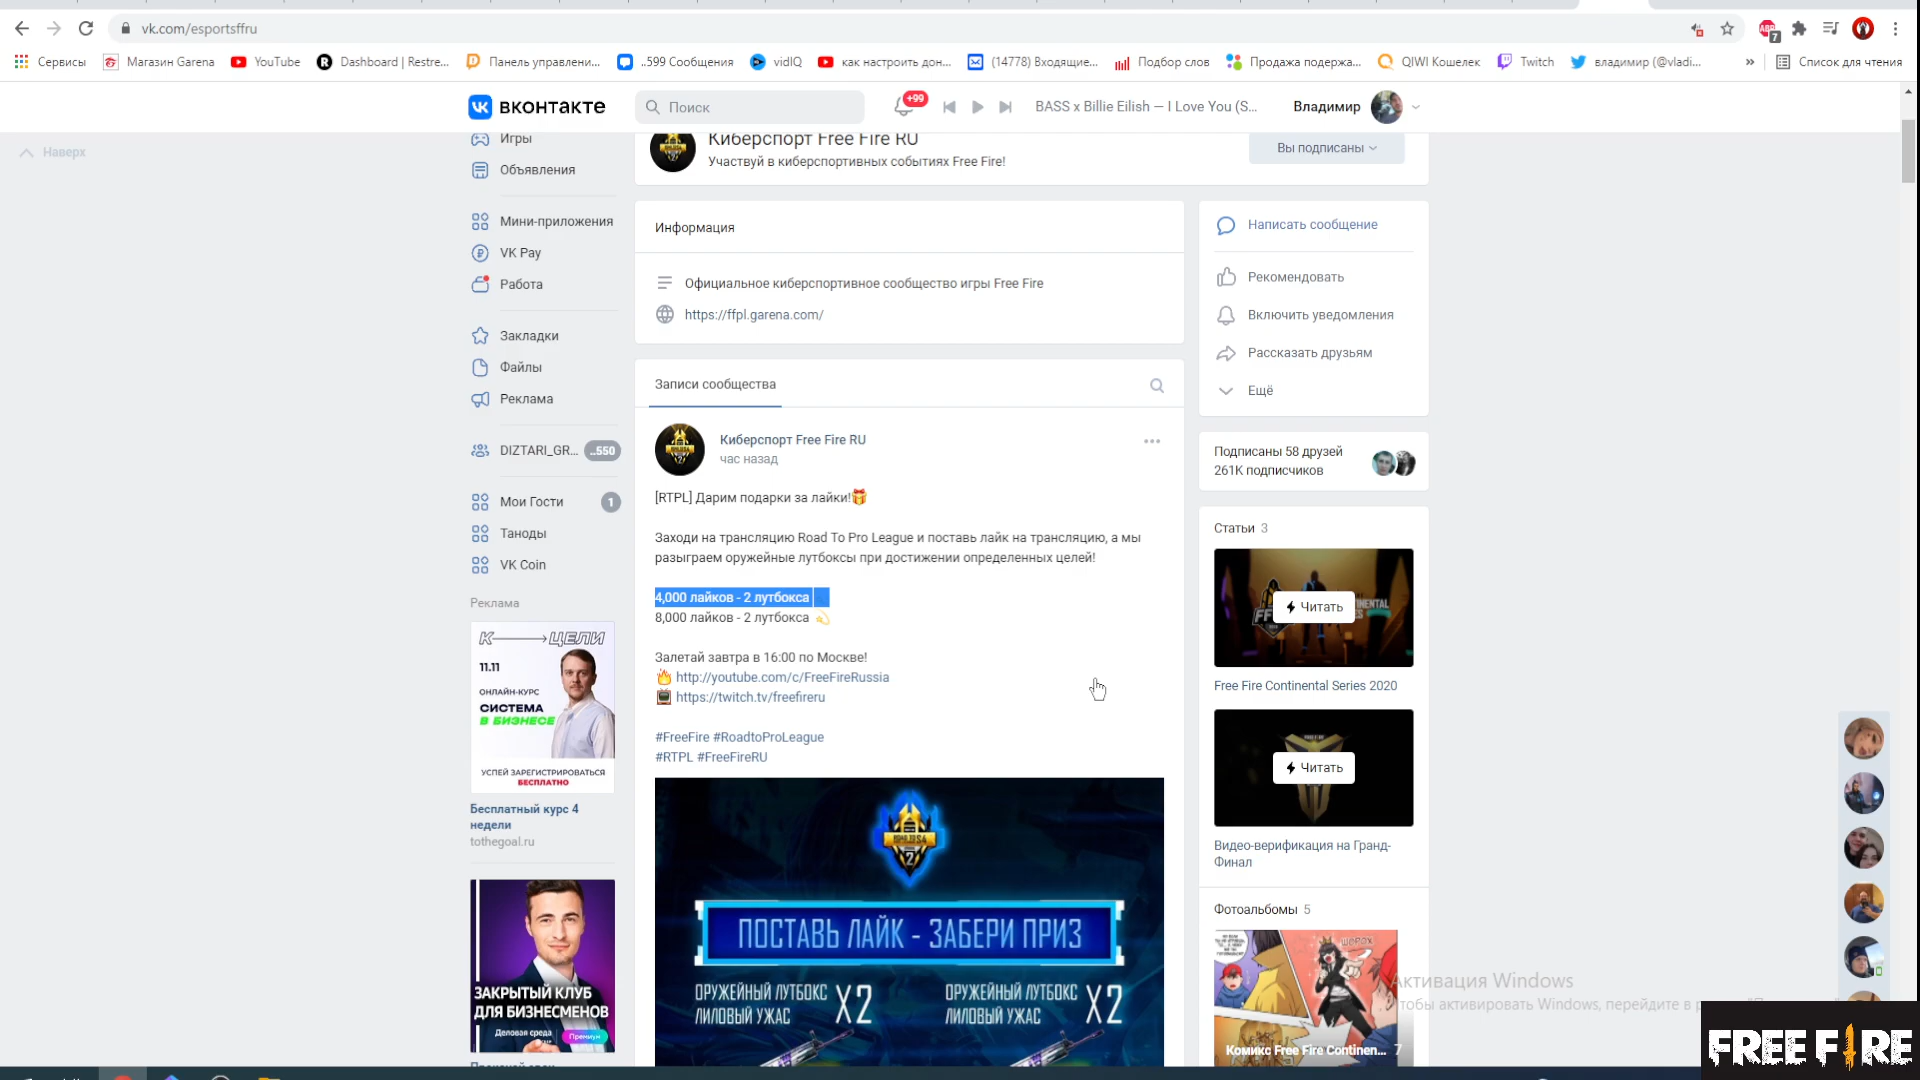 vk.com/esportsffru
Сервисы
Магазин Garena
YouTube
Dashboard | Restre...
Панель управлени...
..599 Сообщения
vidIQ
как настроить дон...
(14778) Входящие...
Подбор слов
Продажа подержа...
QIWI Кошелек
Twitch
владимир (@vladi...
»
Список для чтения
вконтакте
Поиск
+99
BASS x Billie Eilish — I Love You (S...
Владимир
Наверх
Игры
Объявления
Мини-приложения
VK Pay
Работа
Закладки
Файлы
Реклама
DIZTARI_GR... ..550
Мои Гости 1
Таноды
VK Coin
Реклама
К ЦЕЛИ
11.11
ОНЛАЙН-КУРС
СИСТЕМА
В БИЗНЕСЕ
УСПЕЙ ЗАРЕГИСТРИРОВАТЬСЯ
БЕСПЛАТНО
Бесплатный курс 4
недели
tothegoal.ru
ЗАКРЫТЫЙ КЛУБ
ДЛЯ БИЗНЕСМЕНОВ
Деловая среда
Премиум
Киберспорт Free Fire RU
Участвуй в киберспортивных событиях Free Fire!
Вы подписаны
Информация
Официальное киберспортивное сообщество игры Free Fire
https://ffpl.garena.com/
Записи сообщества
Киберспорт Free Fire RU
час назад
[RTPL] Дарим подарки за лайки!🎁
Заходи на трансляцию Road To Pro League и поставь лайк на трансляцию, а мы
разыграем оружейные лутбоксы при достижении определенных целей!
4,000 лайков - 2 лутбокса
8,000 лайков - 2 лутбокса 💫
Залетай завтра в 16:00 по Москве!
🔥 http://youtube.com/c/FreeFireRussia
📺 https://twitch.tv/freefireru
#FreeFire #RoadtoProLeague
#RTPL #FreeFireRU
ПОСТАВЬ ЛАЙК - ЗАБЕРИ ПРИЗ
ОРУЖЕЙНЫЙ ЛУТБОКС
ЛИЛОВЫЙ УЖАС
X2
ОРУЖЕЙНЫЙ ЛУТБОКС
ЛИЛОВЫЙ УЖАС
X2
Написать сообщение
Рекомендовать
Включить уведомления
Рассказать друзьям
Ещё
Подписаны 58 друзей
261K подписчиков
Статьи 3
Читать
Free Fire Continental Series 2020
Читать
Видео-верификация на Гранд-
Финал
Фотоальбомы 5
ШОРОХ
Комикс Free Fire Continen... 7
Активация Windows
Чтобы активировать Windows, перейдите в
FREE FIRE